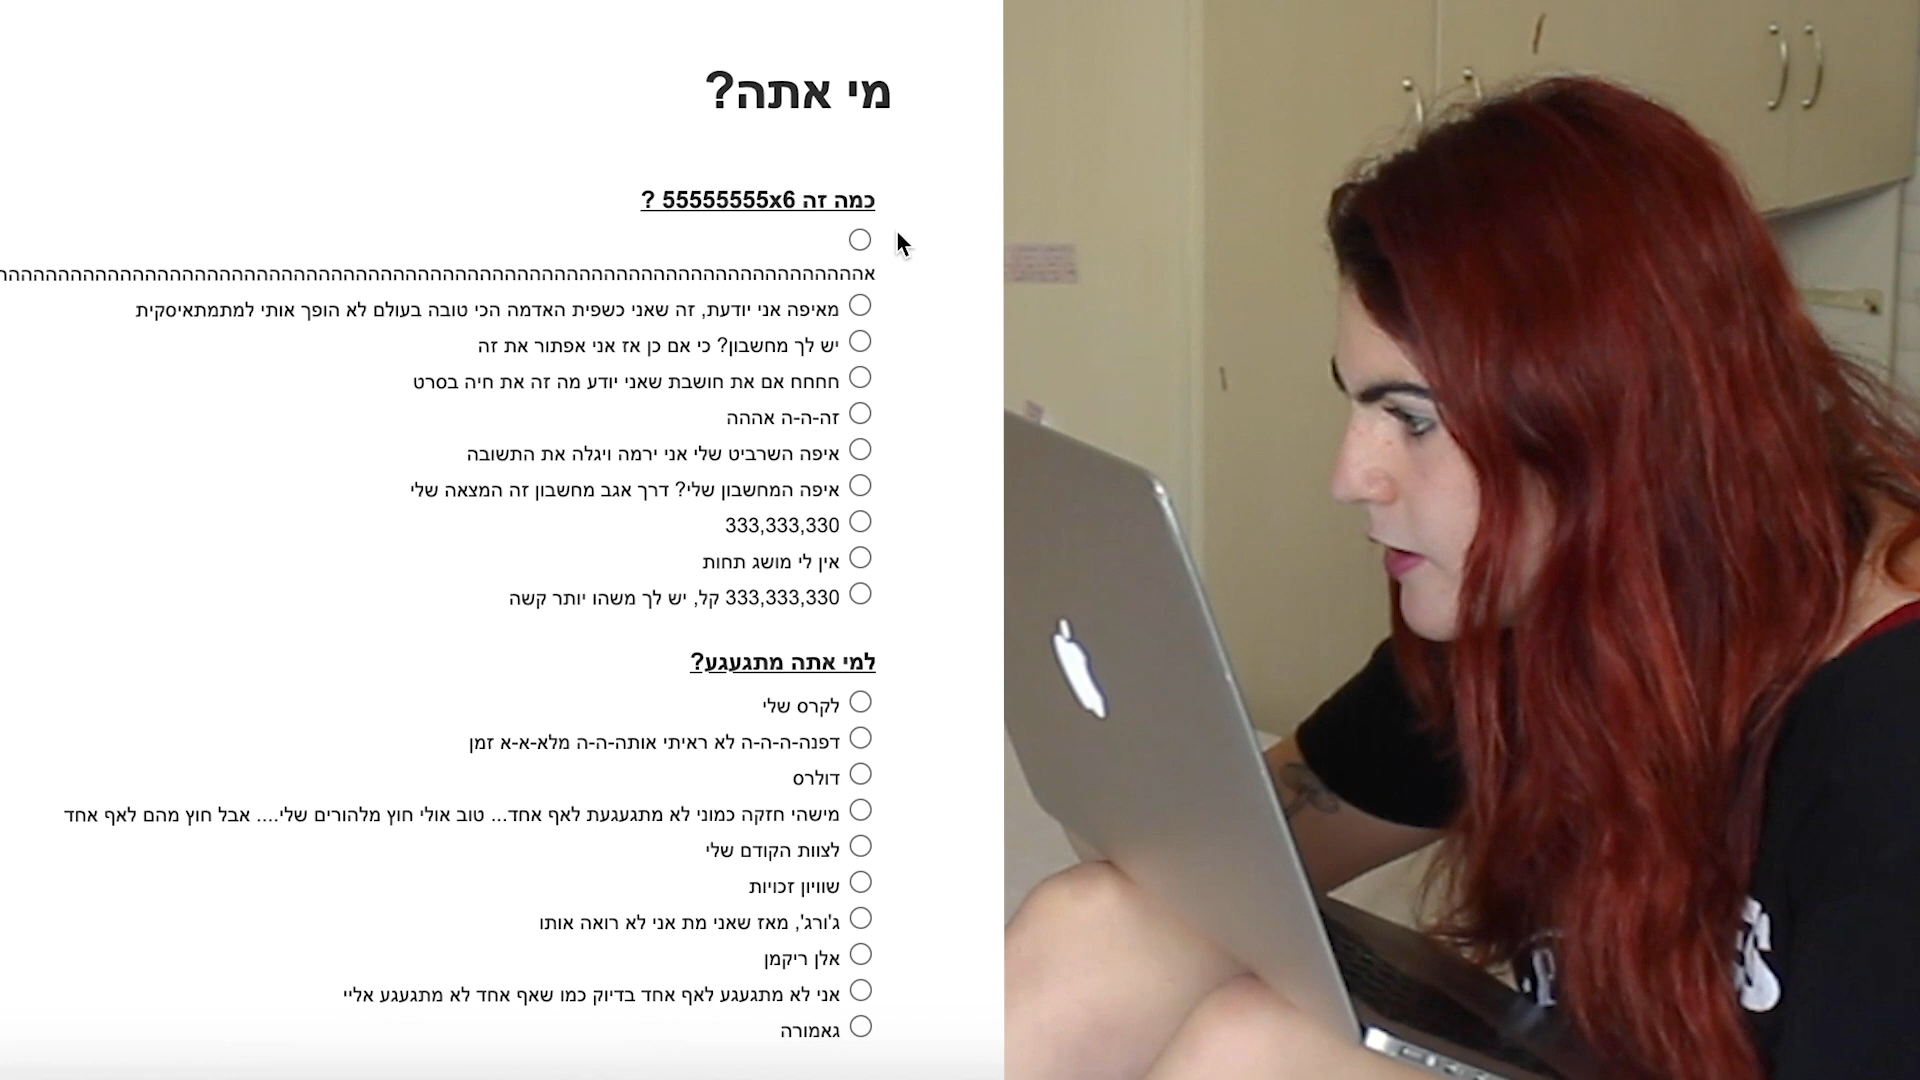 מי אתה?
כמה זה 55555555x6 ?
מאיפה אני יודעת, זה שאני כשפית האדמה הכי טובה בעולם לא הופך אותי למתמתאיסקית
יש לך מחשבון? כי אם כן אז אני אפתור את זה
חחחח אם את חושבת שאני יודע מה זה את חיה בסרט
זה-ה-ה אההה
איפה השרביט שלי אני ירמה ויגלה את התשובה
איפה המחשבון שלי? דרך אגב מחשבון זה המצאה שלי
333,333,330
אין לי מושג תחות
333,333,330 קל, יש לך משהו יותר קשה
למי אתה מתגעגע?
לקרס שלי
דפנה-ה-ה-ה לא ראיתי אותה-ה-ה מלא-א-א זמן
דולרס
מישהי חזקה כמוני לא מתגעגעת לאף אחד... טוב אולי חוץ מלהורים שלי.... אבל חוץ מהם לאף אחד
לצוות הקודם שלי
שוויון זכויות
ג'ורג', מאז שאני מת אני לא רואה אותו
אלן ריקמן
אני לא מתגעגע לאף אחד בדיוק כמו שאף אחד לא מתגעגע אליי
גאמורה